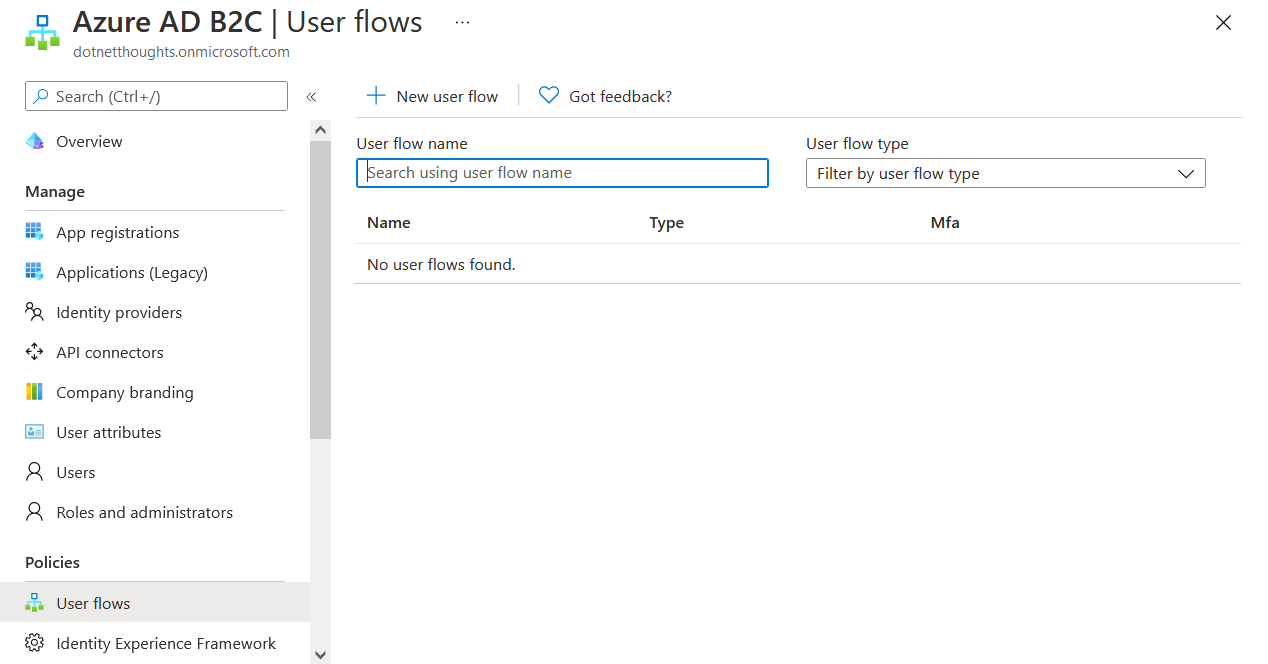 Azure AD B2C | User flows ...
dotnetthoughts.onmicrosoft.com
Search (Ctrl+/)
«
Overview
Manage
App registrations
Applications (Legacy)
Identity providers
API connectors
Company branding
User attributes
Users
Roles and administrators
Policies
User flows
Identity Experience Framework
New user flow
Got feedback?
User flow name
Search using user flow name
User flow type
Filter by user flow type
Name Type Mfa
No user flows found.